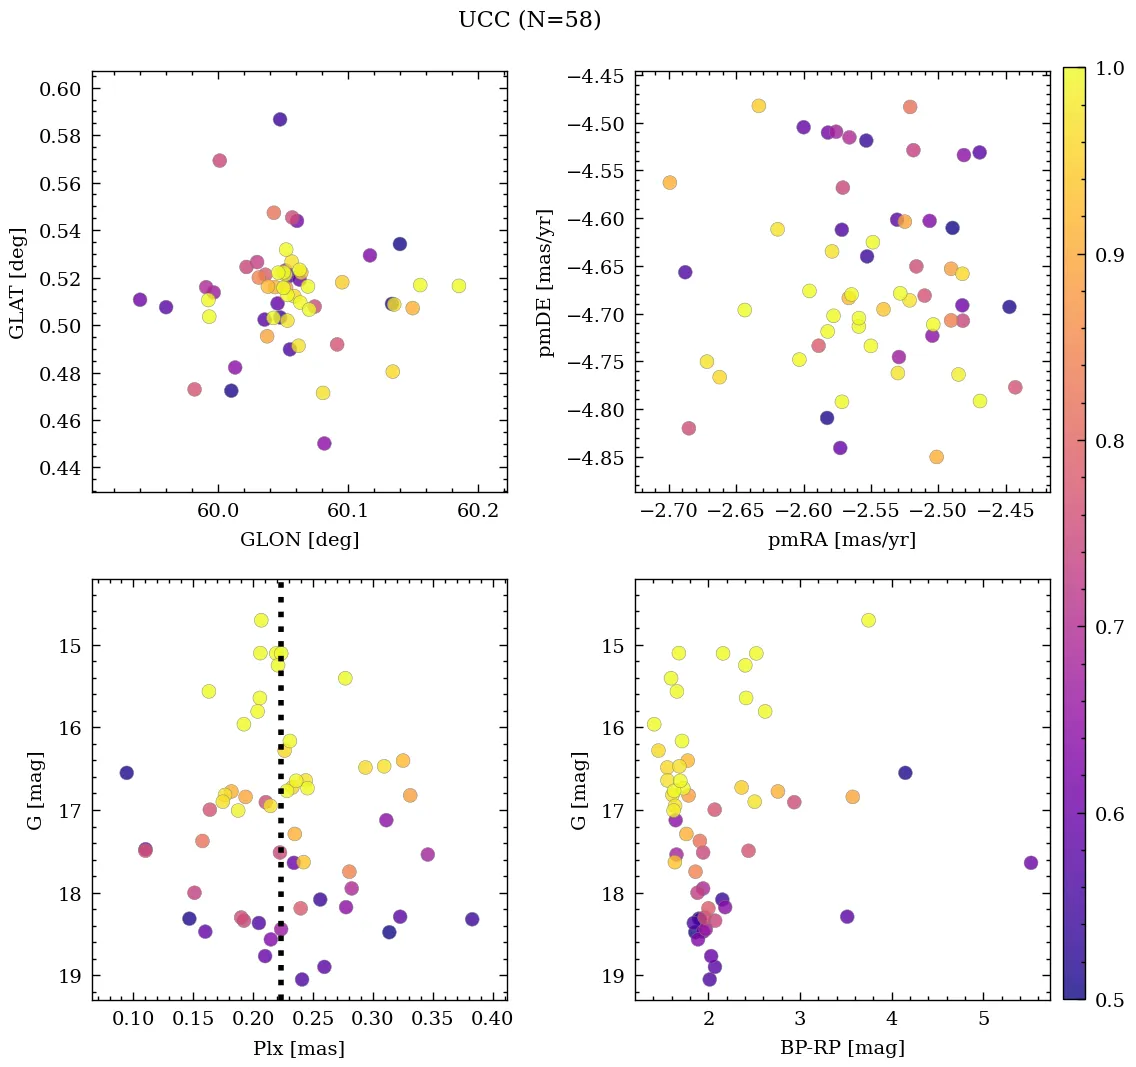 UCC (N=58)
0.60
0.58
0.56
0.54
0.52
0.50
0.48
0.46
0.44
GLAT [deg]
60.0 60.1 60.2
GLON [deg]
−4.45
−4.50
−4.55
−4.60
−4.65
−4.70
−4.75
−4.80
−4.85
pmDE [mas/yr]
−2.70 −2.65 −2.60 −2.55 −2.50 −2.45
pmRA [mas/yr]
15
16
17
18
19
G [mag]
0.10 0.15 0.20 0.25 0.30 0.35 0.40
Plx [mas]
15
16
17
18
19
G [mag]
2 3 4 5
BP-RP [mag]
1.0
0.9
0.8
0.7
0.6
0.5